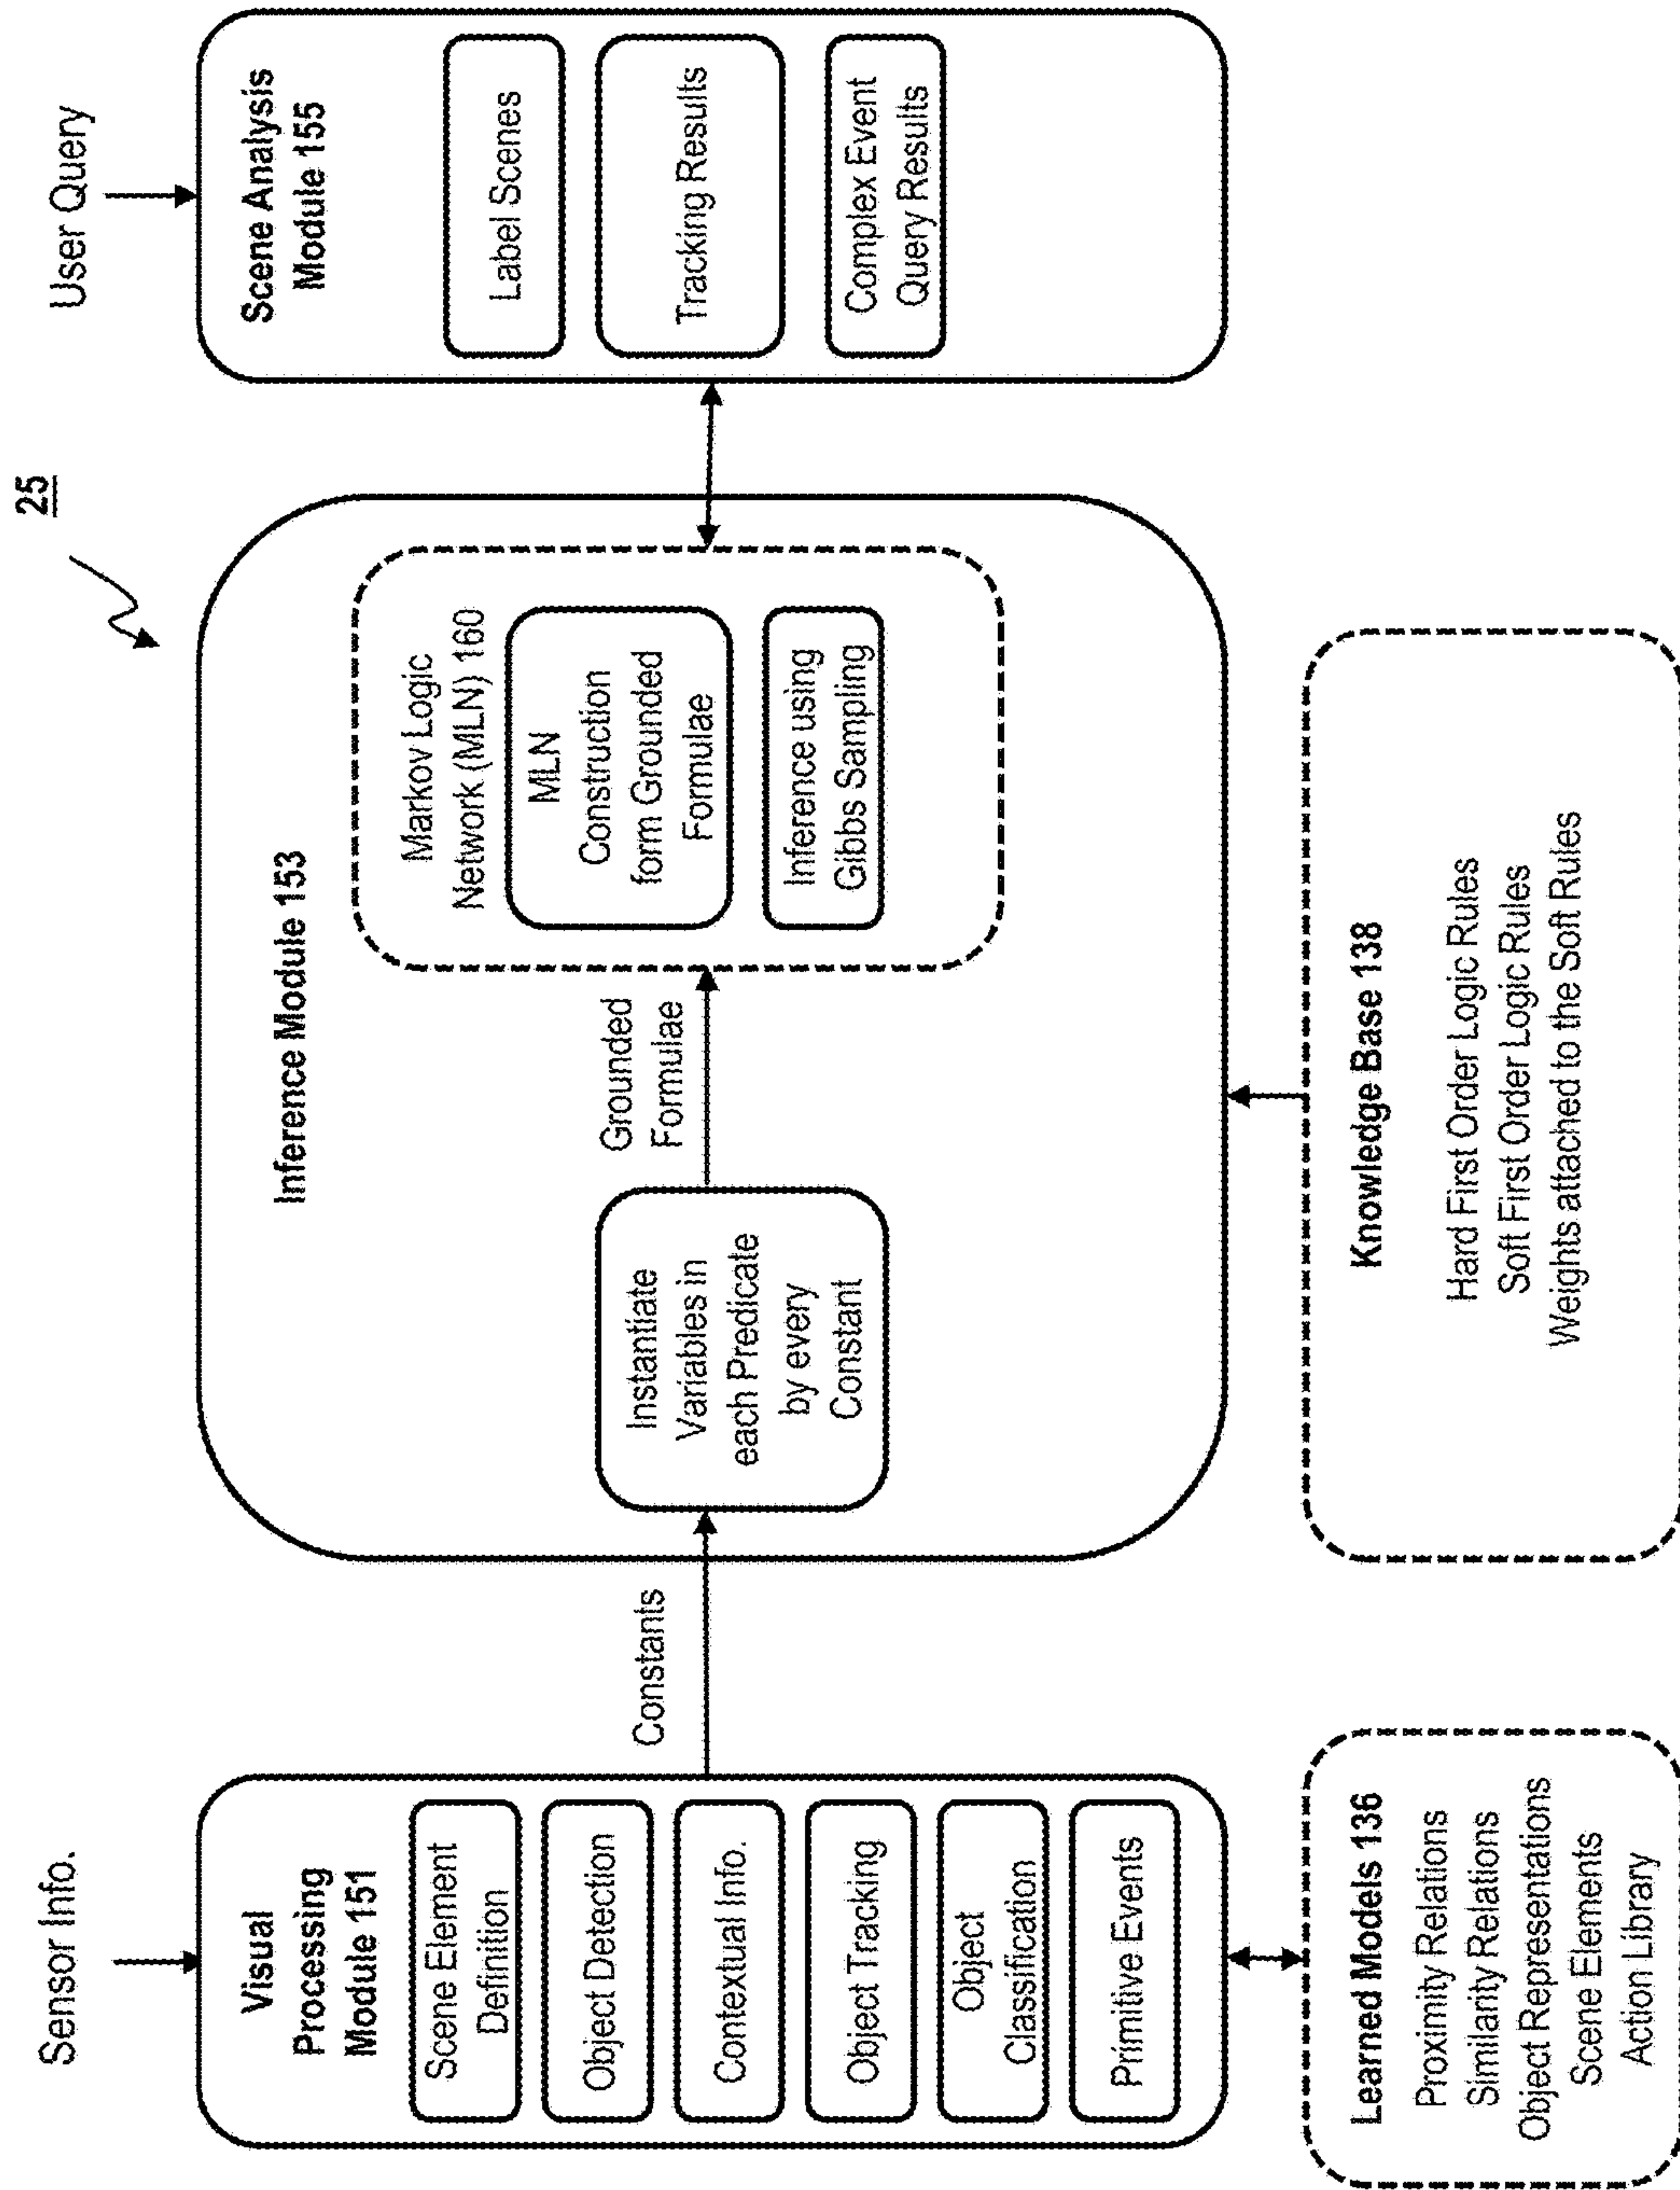 25
Sensor Info.
Visual
Processing
Module 151
Scene Element
Definition
Object Detection
Contextual Info.
Object Tracking
Object
Classification
Primitive Events
Learned Models 136
Proximity Relations
Similarity Relations
Object Representations
Scene Elements
Action Library
Constants
Inference Module 153
Instantiate
Variables in
each Predicate
by every
Constant
Grounded
Formulae
Markov Logic
Network (MLN) 160
MLN
Construction
form Grounded
Formulae
Inference using
Gibbs Sampling
Knowledge Base 138
Hard First Order Logic Rules
Soft First Order Logic Rules
Weights attached to the Soft Rules
User Query
Scene Analysis
Module 155
Label Scenes
Tracking Results
Complex Event
Query Results